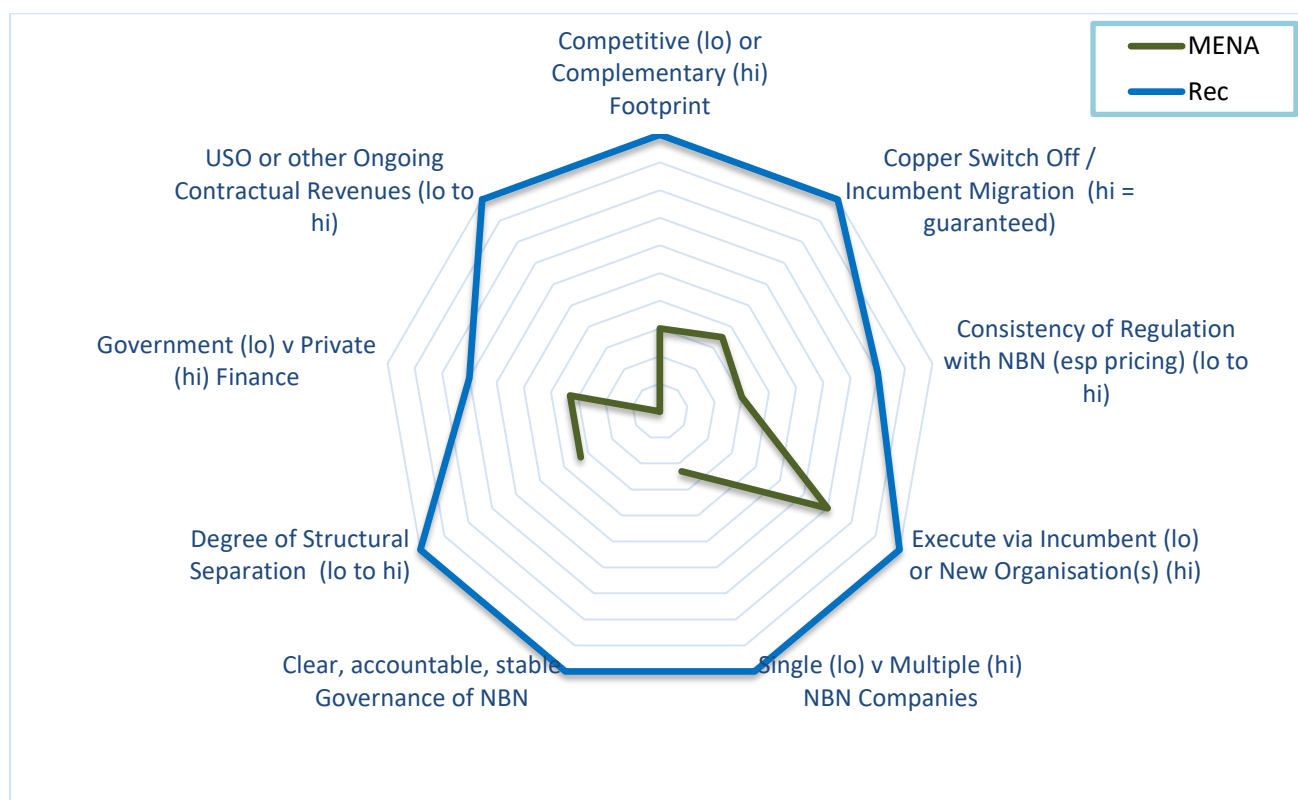 Competitive (lo) or
Complementary (hi)
Footprint
MENA
Rec
Copper Switch Off /
Incumbent Migration (hi =
guaranteed)
Consistency of Regulation
with NBN (esp pricing) (lo to
hi)
Execute via Incumbent (lo)
or New Organisation(s) (hi)
Single (lo) v Multiple (hi)
NBN Companies
Clear, accountable, stable
Governance of NBN
Degree of Structural
Separation (lo to hi)
Government (lo) v Private
(hi) Finance
USO or other Ongoing
Contractual Revenues (lo to
hi)